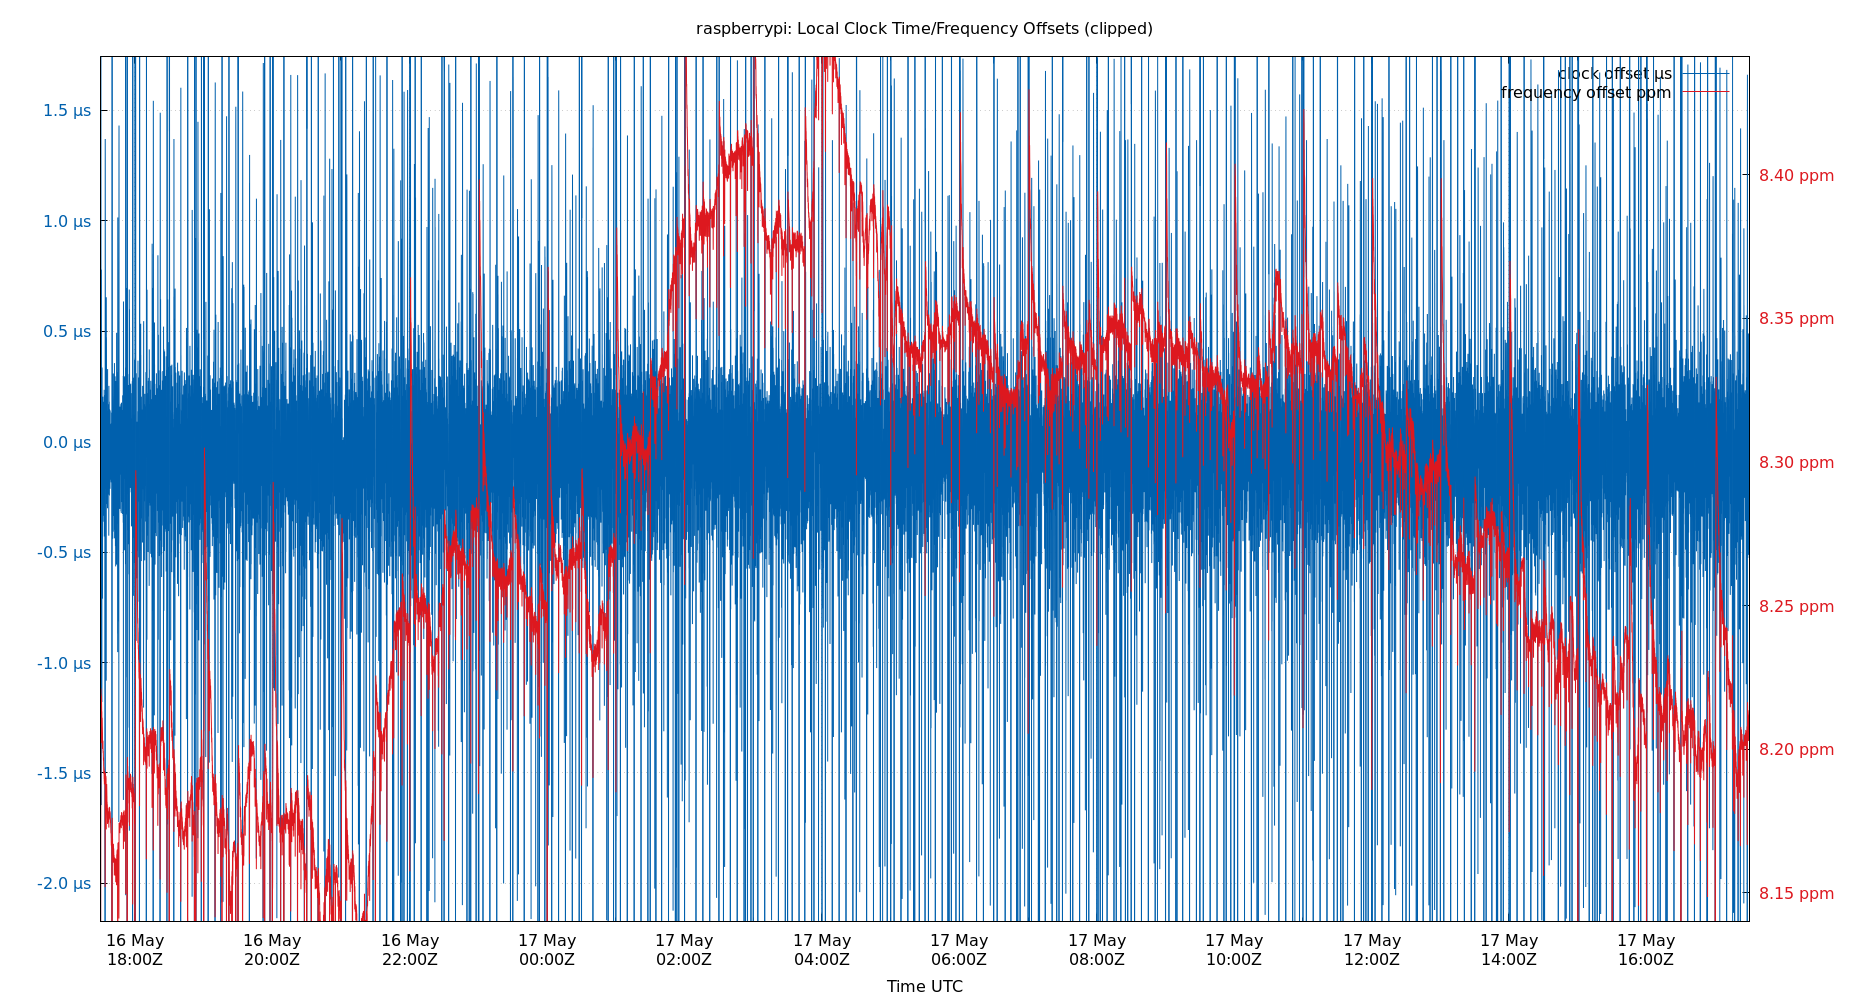 raspberrypi: Local Clock Time/Frequency Offsets (clipped)
clock offset µs
frequency offset ppm
1.5 µs
1.0 µs
0.5 µs
0.0 µs
-0.5 µs
-1.0 µs
-1.5 µs
-2.0 µs
8.40 ppm
8.35 ppm
8.30 ppm
8.25 ppm
8.20 ppm
8.15 ppm
16 May 16 May 16 May 17 May 17 May 17 May 17 May 17 May 17 May 17 May 17 May 17 May
18:00Z 20:00Z 22:00Z 00:00Z 02:00Z 04:00Z 06:00Z 08:00Z 10:00Z 12:00Z 14:00Z 16:00Z
Time UTC